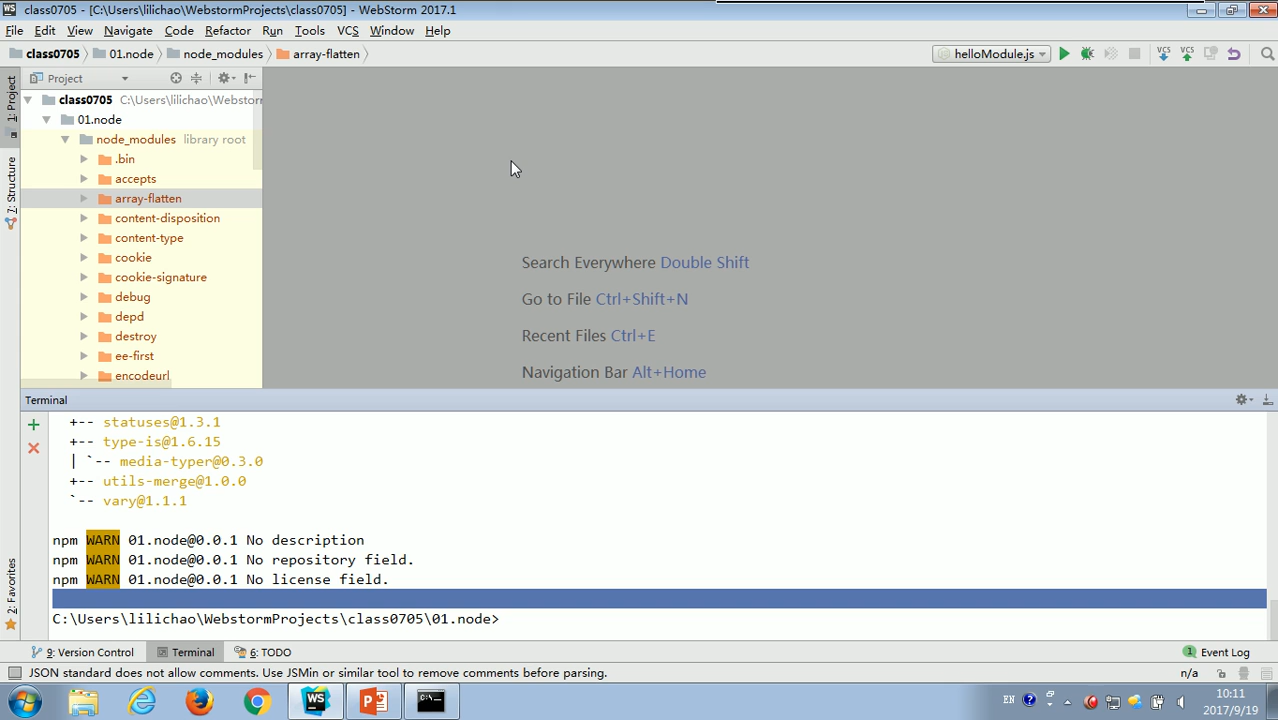 WS class0705 - [C:\Users\lilichao\WebstormProjects\class0705] - WebStorm 2017.1
File Edit View Navigate Code Refactor Run Tools VCS Window Help
class0705 01.node node_modules array-flatten helloModule.js VCS VCS
1: Project
7: Structure
2: Favorites
Project
class0705 C:\Users\lilichao\Webstorm
01.node
node_modules library root
.bin
accepts
array-flatten
content-disposition
content-type
cookie
cookie-signature
debug
depd
destroy
ee-first
encodeurl
Search Everywhere Double Shift
Go to File Ctrl+Shift+N
Recent Files Ctrl+E
Navigation Bar Alt+Home
Terminal
+-- statuses@1.3.1
+-- type-is@1.6.15
| `-- media-typer@0.3.0
+-- utils-merge@1.0.0
`-- vary@1.1.1
npm WARN 01.node@0.0.1 No description
npm WARN 01.node@0.0.1 No repository field.
npm WARN 01.node@0.0.1 No license field.
C:\Users\lilichao\WebstormProjects\class0705\01.node>
9: Version Control Terminal 6: TODO 1 Event Log
JSON standard does not allow comments. Use JSMin or similar tool to remove comments before parsing. n/a
WS P C:\ EN ? 10:11
2017/9/19